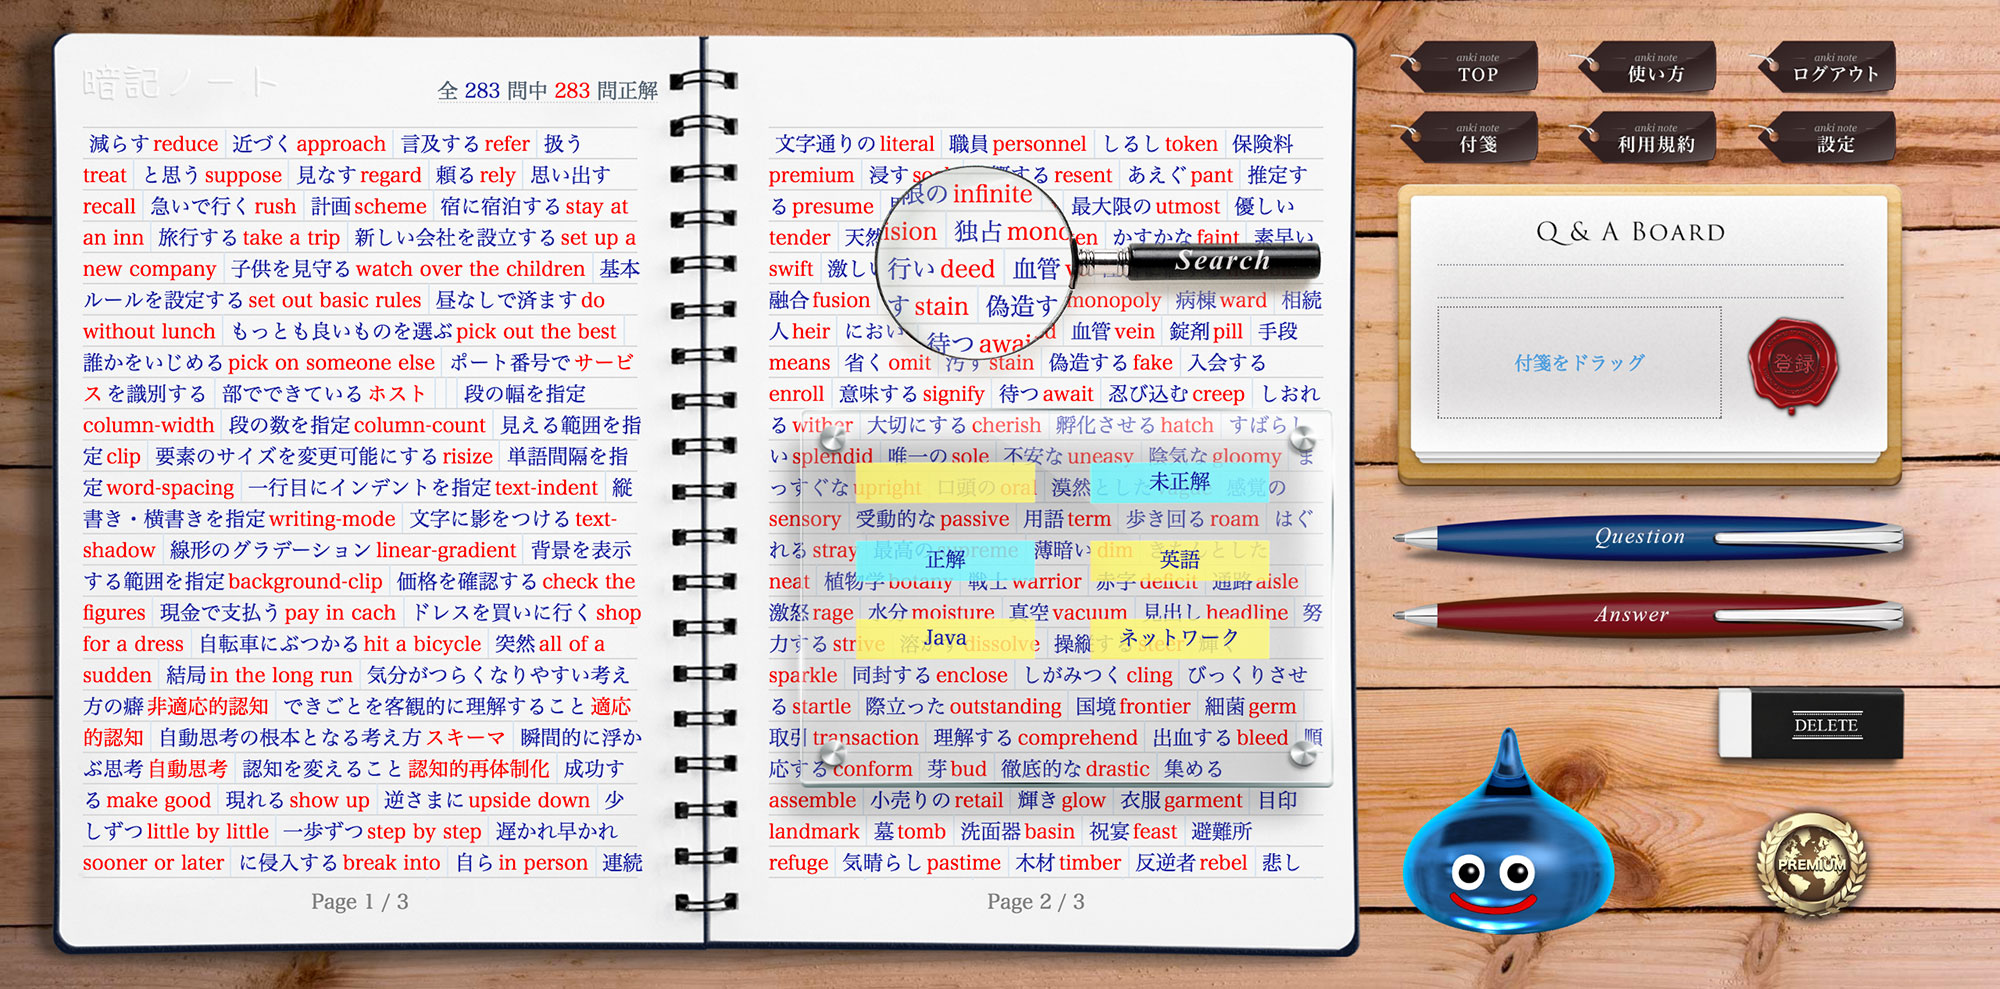 暗記ノート
全 283 問中 283 問正解
減らす reduce 近づく approach 言及する refer 扱う
treat と思う suppose 見なす regard 頼る rely 思い出す
recall 急いで行く rush 計画 scheme 宿に宿泊する stay at
an inn 旅行する take a trip 新しい会社を設立する set up a
new company 子供を見守る watch over the children 基本
ルールを設定する set out basic rules 昼なしで済ます do
without lunch もっとも良いものを選ぶ pick out the best
誰かをいじめる pick on someone else ポート番号で サービ
スを識別する 部でできている ホスト 段の幅を指定
column-width 段の数を指定 column-count 見える範囲を指
定 clip 要素のサイズを変更可能にする risize 単語間隔を指
定 word-spacing 一行目にインデントを指定 text-indent 縦
書き・横書きを指定 writing-mode 文字に影をつける text-
shadow 線形のグラデーション linear-gradient 背景を表示
する範囲を指定 background-clip 価格を確認する check the
figures 現金で支払う pay in cach ドレスを買いに行く shop
for a dress 自転車にぶつかる hit a bicycle 突然 all of a
sudden 結局 in the long run 気分がつらくなりやすい考え
方の癖 非適応的認知 できごとを客観的に理解すること 適応
的認知 自動思考の根本となる考え方 スキーマ 瞬間的に浮か
ぶ思考 自動思考 認知を変えること 認知的再体制化 成功す
る make good 現れる show up 逆さまに upside down 少
しずつ little by little 一歩ずつ step by step 遅かれ早かれ
sooner or later に侵入する break into 自ら in person 連続
Page 1 / 3
文字通りの literal 職員 personnel しるし token 保険料
premium 浸す する resent あえぐ pant 推定す
る presume 最大限の utmost 優しい
tender 天然 かすかな faint 素早い
swift 激しい
融合 fusion monopoly 病棟 ward 相続
人 heir におい 血管 vein 錠剤 pill 手段
means 省く omit 汚す stain 偽造する fake 入会する
enroll 意味する signify 待つ await 忍び込む creep しおれ
る wither 大切にする cherish 孵化させる hatch すばらし
い splendid 唯一の sole 不安な uneasy 陰気な gloomy ま
っすぐな upright 口頭の oral 漠然とした 感覚の
sensory 受動的な passive 用語 term 歩き回る roam はぐ
れる stray 最高の supreme 薄暗い dim きちんとした
neat 植物学 botany 戦士 warrior 赤字 deficit 通路 aisle
激怒 rage 水分 moisture 真空 vacuum 見出し headline 努
力する strive 溶かす dissolve 操縦する steer 輝く
sparkle 同封する enclose しがみつく cling びっくりさせ
る startle 際立った outstanding 国境 frontier 細菌 germ
取引 transaction 理解する comprehend 出血する bleed 順
応する conform 芽 bud 徹底的な drastic 集める
assemble 小売りの retail 輝き glow 衣服 garment 目印
landmark 墓 tomb 洗面器 basin 祝宴 feast 避難所
refuge 気晴らし pastime 木材 timber 反逆者 rebel 悲し
Page 2 / 3
限の infinite
ision 独占 mono
行い deed 血管
す stain 偽造す
待つ await
Search
未正解
正解 英語
Java ネットワーク
anki note
TOP
anki note
使い方
anki note
ログアウト
anki note
付箋
anki note
利用規約
anki note
設定
Q & A BOARD
付箋をドラッグ
登録
Question
Answer
DELETE
PREMIUM